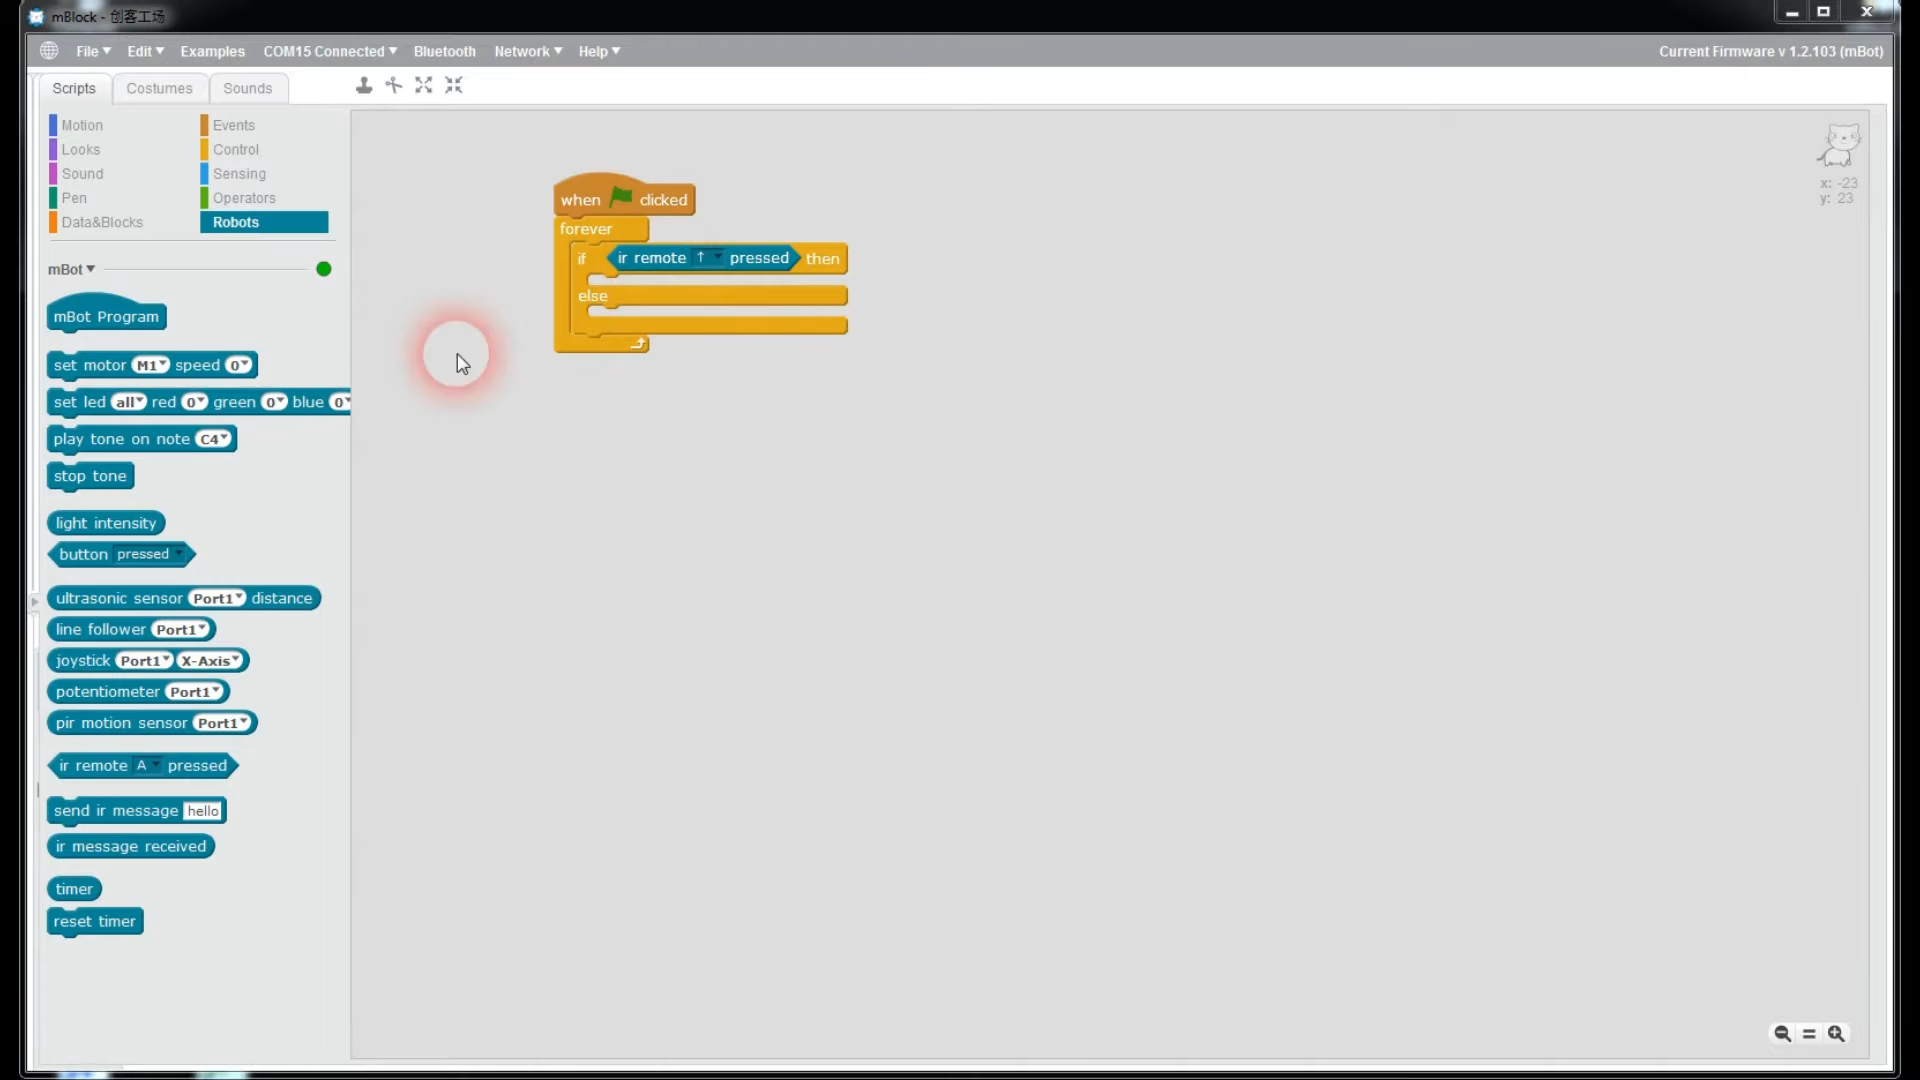 mBlock - 创客工场
File Edit Examples COM15 Connected Bluetooth Network Help Current Firmware v 1.2.103 (mBot)
Scripts Costumes Sounds
Motion Events
Looks Control
Sound Sensing
Pen Operators
Data&Blocks Robots
mBot
mBot Program
set motor M1 speed 0
set led all red 0 green 0 blue 0
play tone on note C4
stop tone
light intensity
button pressed
ultrasonic sensor Port1 distance
line follower Port1
joystick Port1 X-Axis
potentiometer Port1
pir motion sensor Port1
ir remote A pressed
send ir message hello
ir message received
timer
reset timer
when clicked
forever
if ir remote ↑ pressed then
else
x: -23
y: 23